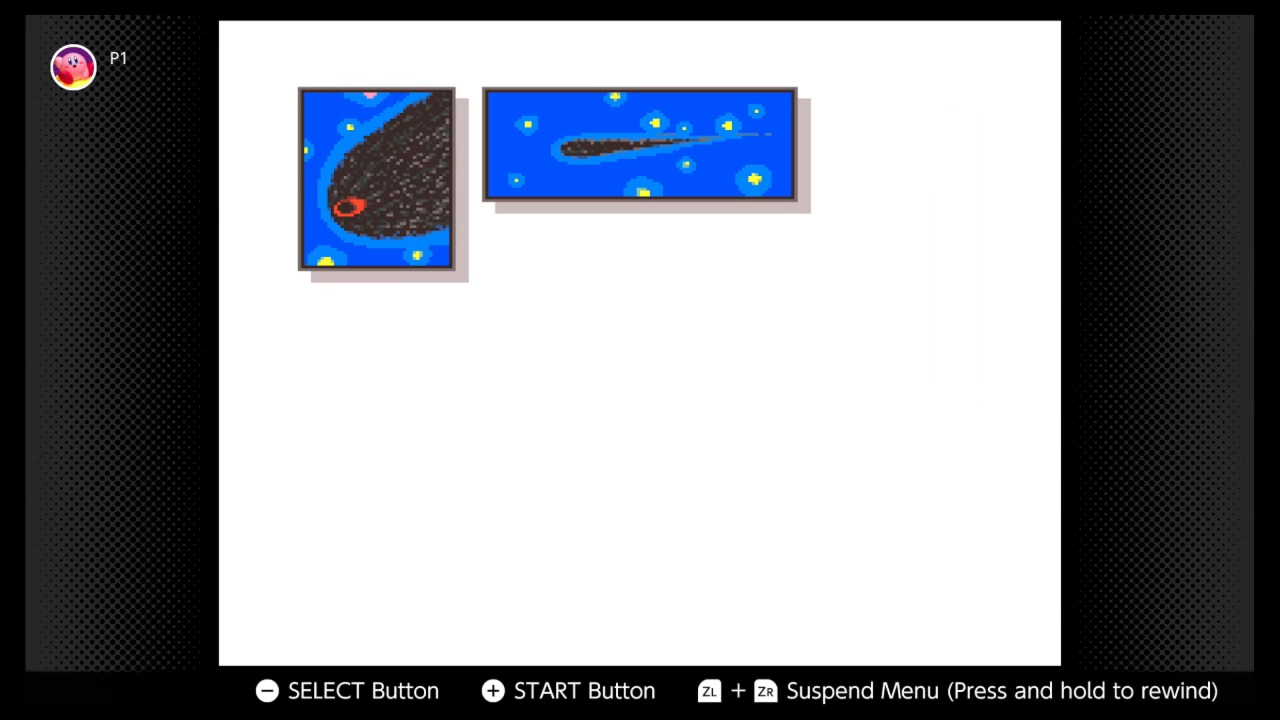 P1
SELECT Button START Button ZL + ZR Suspend Menu (Press and hold to rewind)